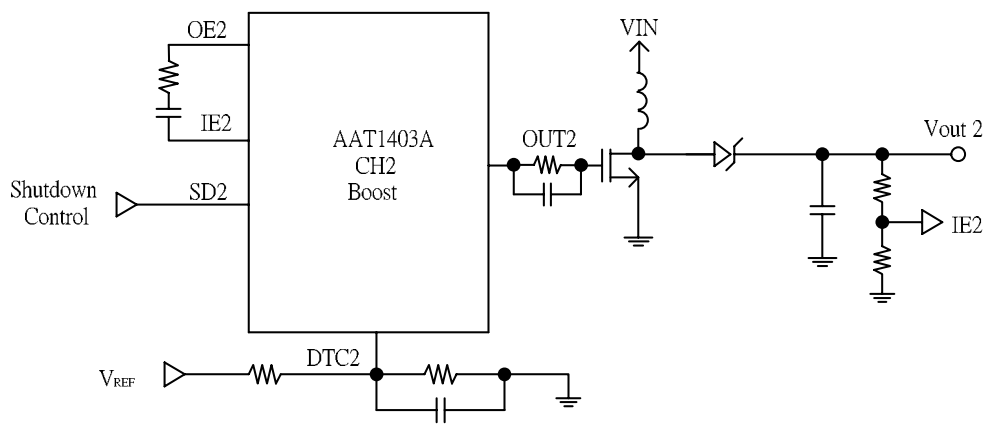 OE2
VIN
IE2
AAT1403A
CH2
Boost
OUT2
Vout 2
Shutdown
Control
SD2
IE2
DTC2
VREF